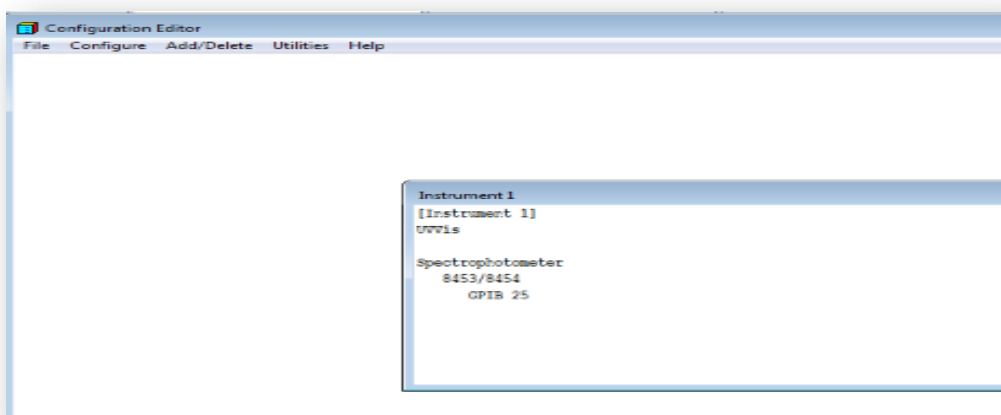 Configuration Editor
File Configure Add/Delete Utilities Help
Instrument 1
[Instrument 1]
UVVis
Spectrophotometer
8453/8454
GPIB 25